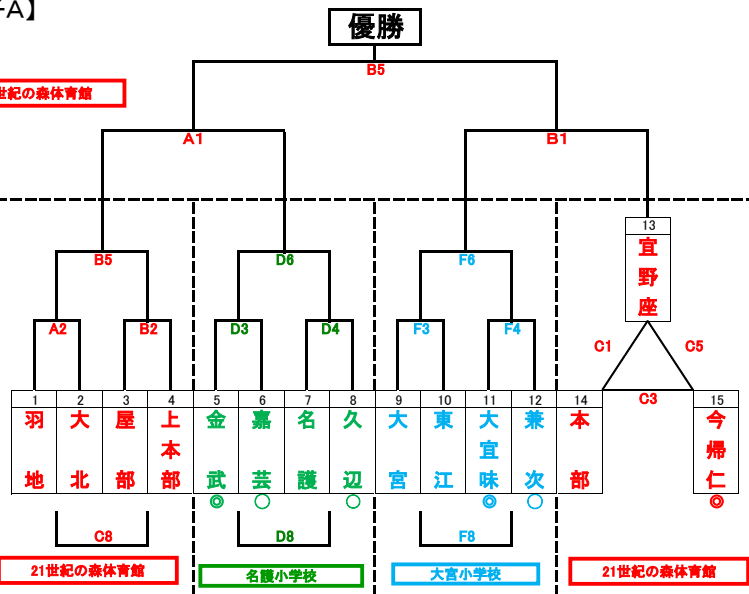 子A】
優勝
B5
世紀の森体育館
A1
B1
13
宜野座
B5
D6
F6
A2
B2
D3
D4
F3
F4
C1
C5
C3
1
2
3
4
5
6
7
8
9
10
11
12
14
15
羽地
大北
屋部
上本部
金武
嘉芸
名護
久辺
大宮
東江
大宜味
兼次
本部
今帰仁
◎
○
○
◎
○
◎
C8
D8
F8
21世紀の森体育館
名護小学校
大宮小学校
21世紀の森体育館